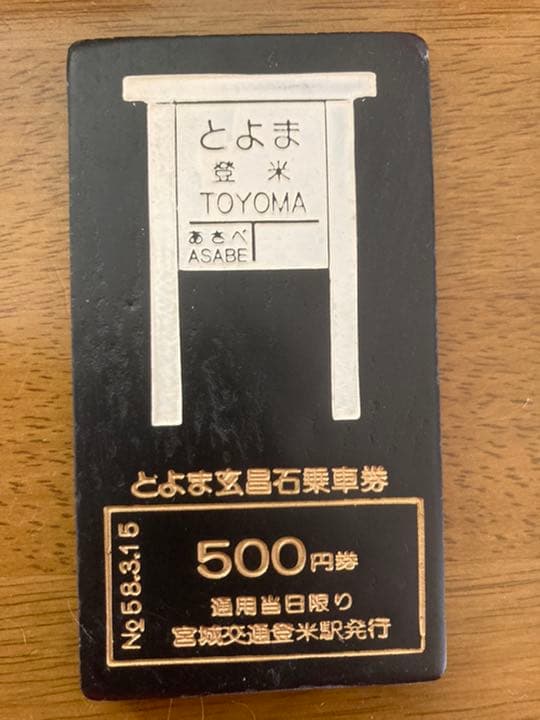 とよま
登米
TOYOMA
あさべ
ASABE
とよま玄昌石乗車券
№58.3.15
500円券
通用当日限り
宮城交通登米駅発行